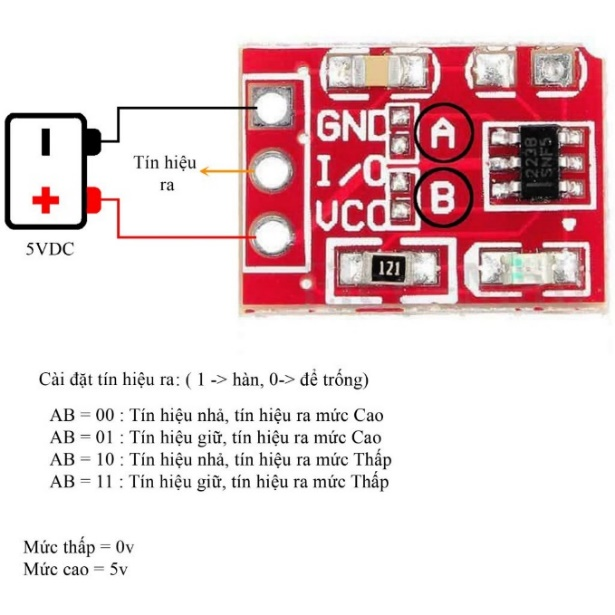 GND
A
Tín hiệu
ra
I/O
B
VCC
5VDC
223B
SNF5
121
Cài đặt tín hiệu ra: ( 1 -> hàn, 0-> để trống)
AB = 00 : Tín hiệu nhả, tín hiệu ra mức Cao
AB = 01 : Tín hiệu giữ, tín hiệu ra mức Cao
AB = 10 : Tín hiệu nhả, tín hiệu ra mức Thấp
AB = 11 : Tín hiệu giữ, tín hiệu ra mức Thấp
Mức thấp = 0v
Mức cao = 5v